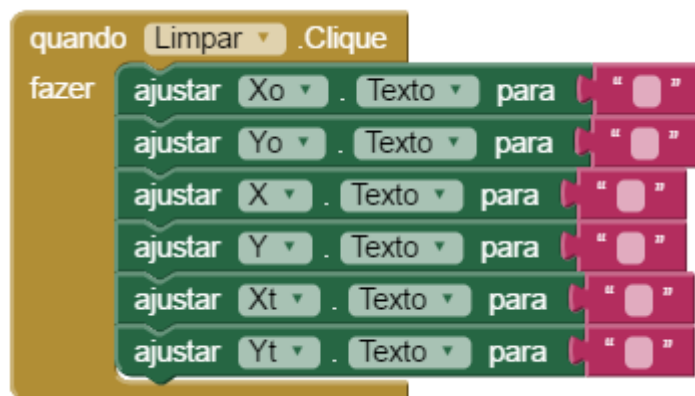 quando Limpar .Clique
fazer ajustar Xo . Texto para “ ”
ajustar Yo . Texto para “ ”
ajustar X . Texto para “ ”
ajustar Y . Texto para “ ”
ajustar Xt . Texto para “ ”
ajustar Yt . Texto para “ ”